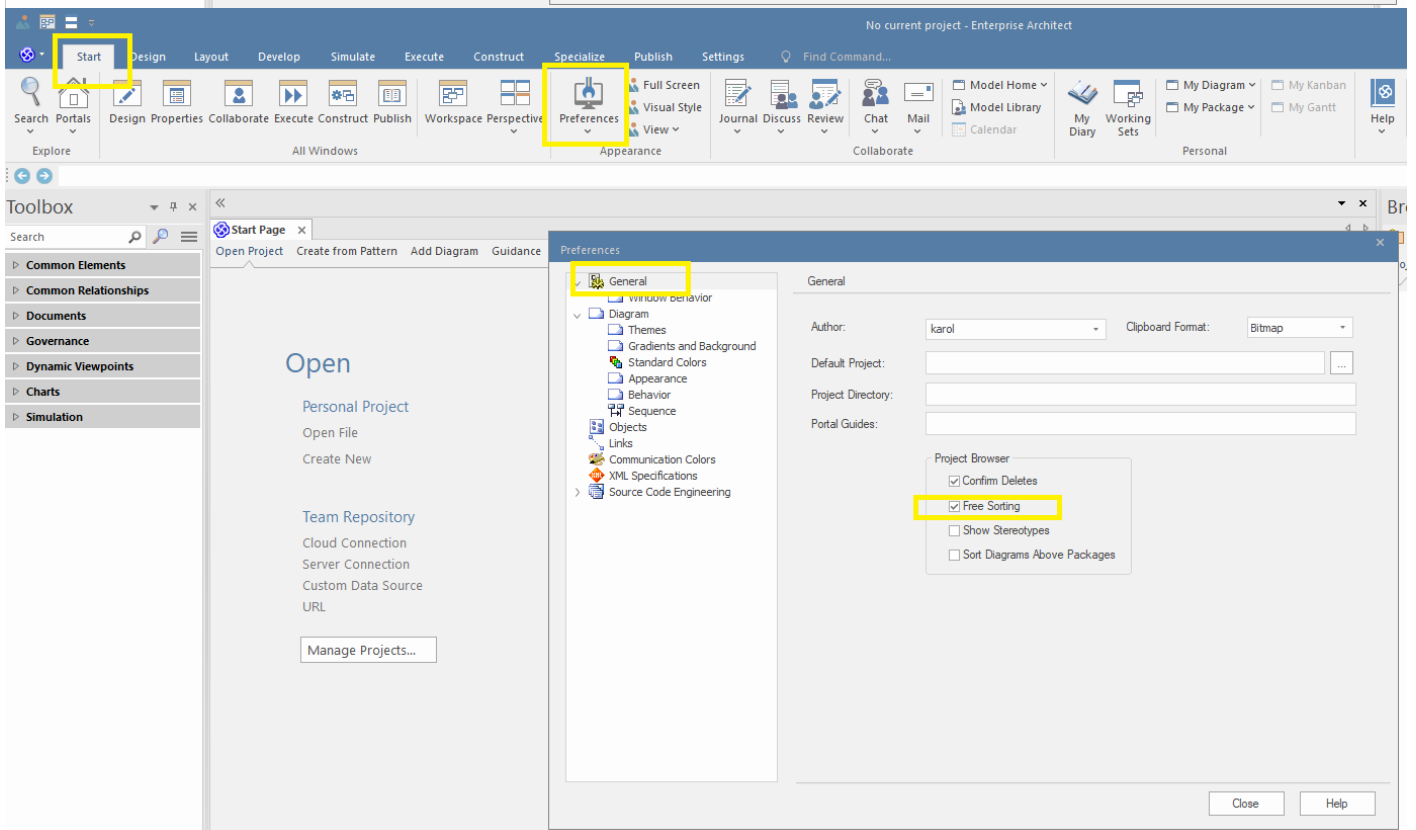 No current project - Enterprise Architect
Start Design Layout Develop Simulate Execute Construct Specialize Publish Settings Find Command...
Search Portals Design Properties Collaborate Execute Construct Publish Workspace Perspective Preferences
Full Screen
Visual Style
View
Journal Discuss Review Chat Mail
Model Home
Model Library
Calendar
My Diary Working Sets
My Diagram
My Package
My Kanban
My Gantt
Help
Explore All Windows Appearance Collaborate Personal
Toolbox
Search
Common Elements
Common Relationships
Documents
Governance
Dynamic Viewpoints
Charts
Simulation
Start Page
Open Project Create from Pattern Add Diagram Guidance
Open
Personal Project
Open File
Create New
Team Repository
Cloud Connection
Server Connection
Custom Data Source
URL
Manage Projects...
Preferences
General
Window Behavior
Diagram
Themes
Gradients and Background
Standard Colors
Appearance
Behavior
Sequence
Objects
Links
Communication Colors
XML Specifications
Source Code Engineering
General
Author: karol Clipboard Format: Bitmap
Default Project: ...
Project Directory:
Portal Guides:
Project Browser
Confirm Deletes
Free Sorting
Show Stereotypes
Sort Diagrams Above Packages
Close Help